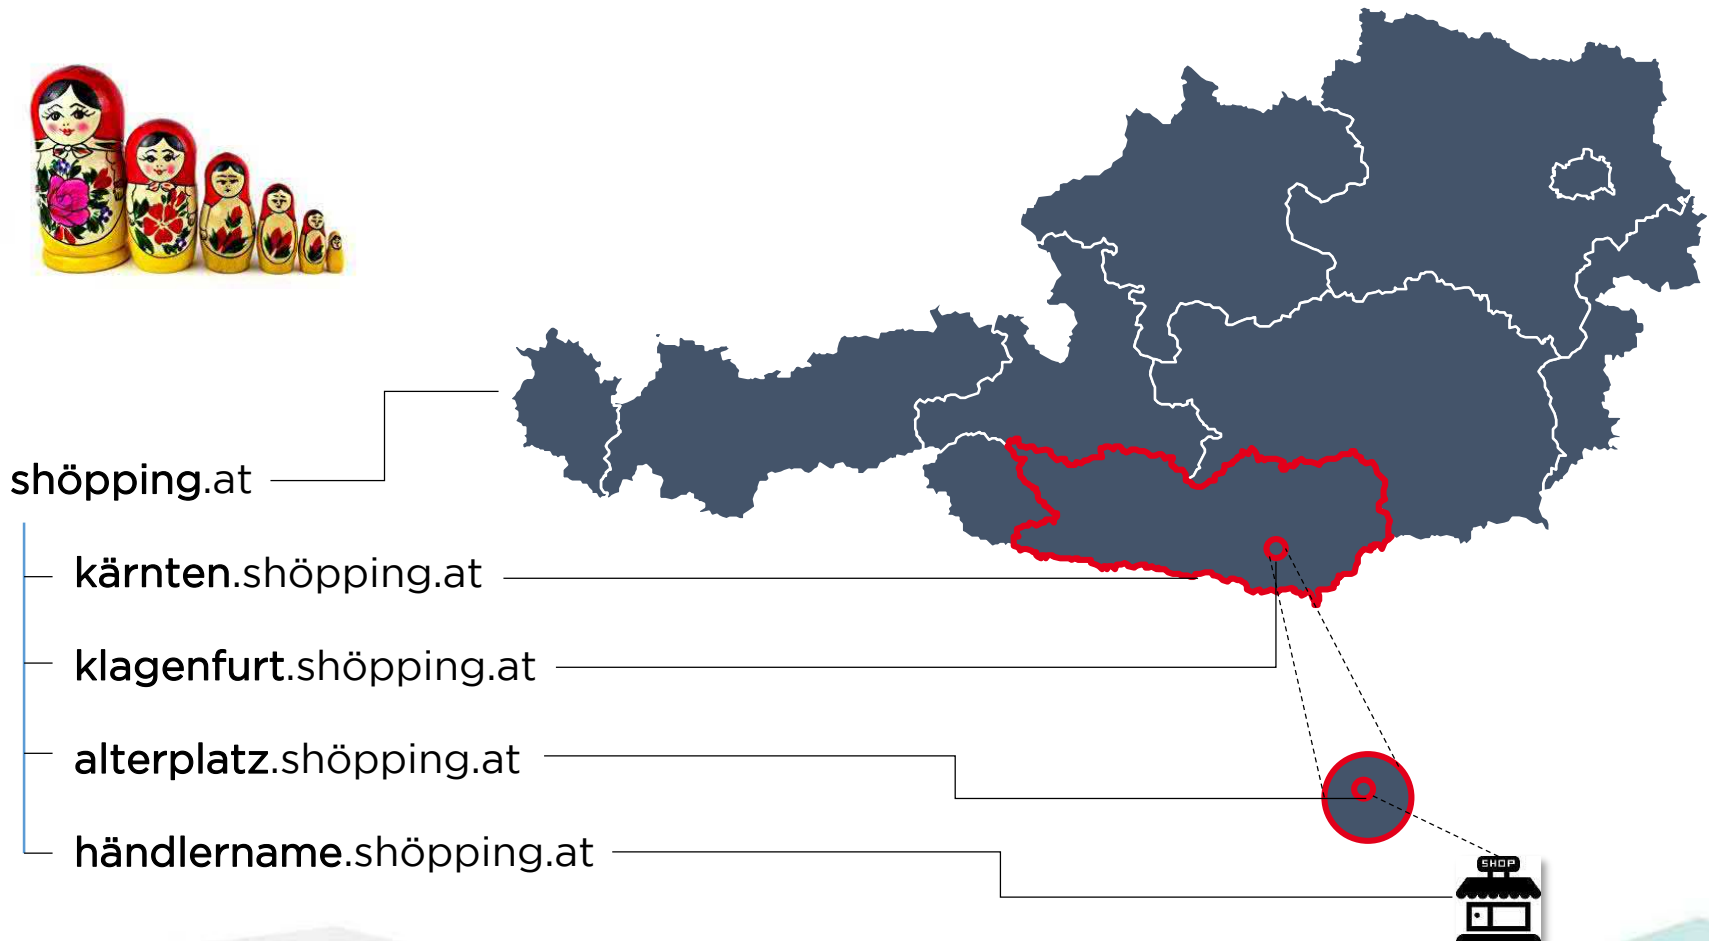 shöpping.at
kärnten.shöpping.at
klagenfurt.shöpping.at
alterplatz.shöpping.at
händlername.shöpping.at
SHOP